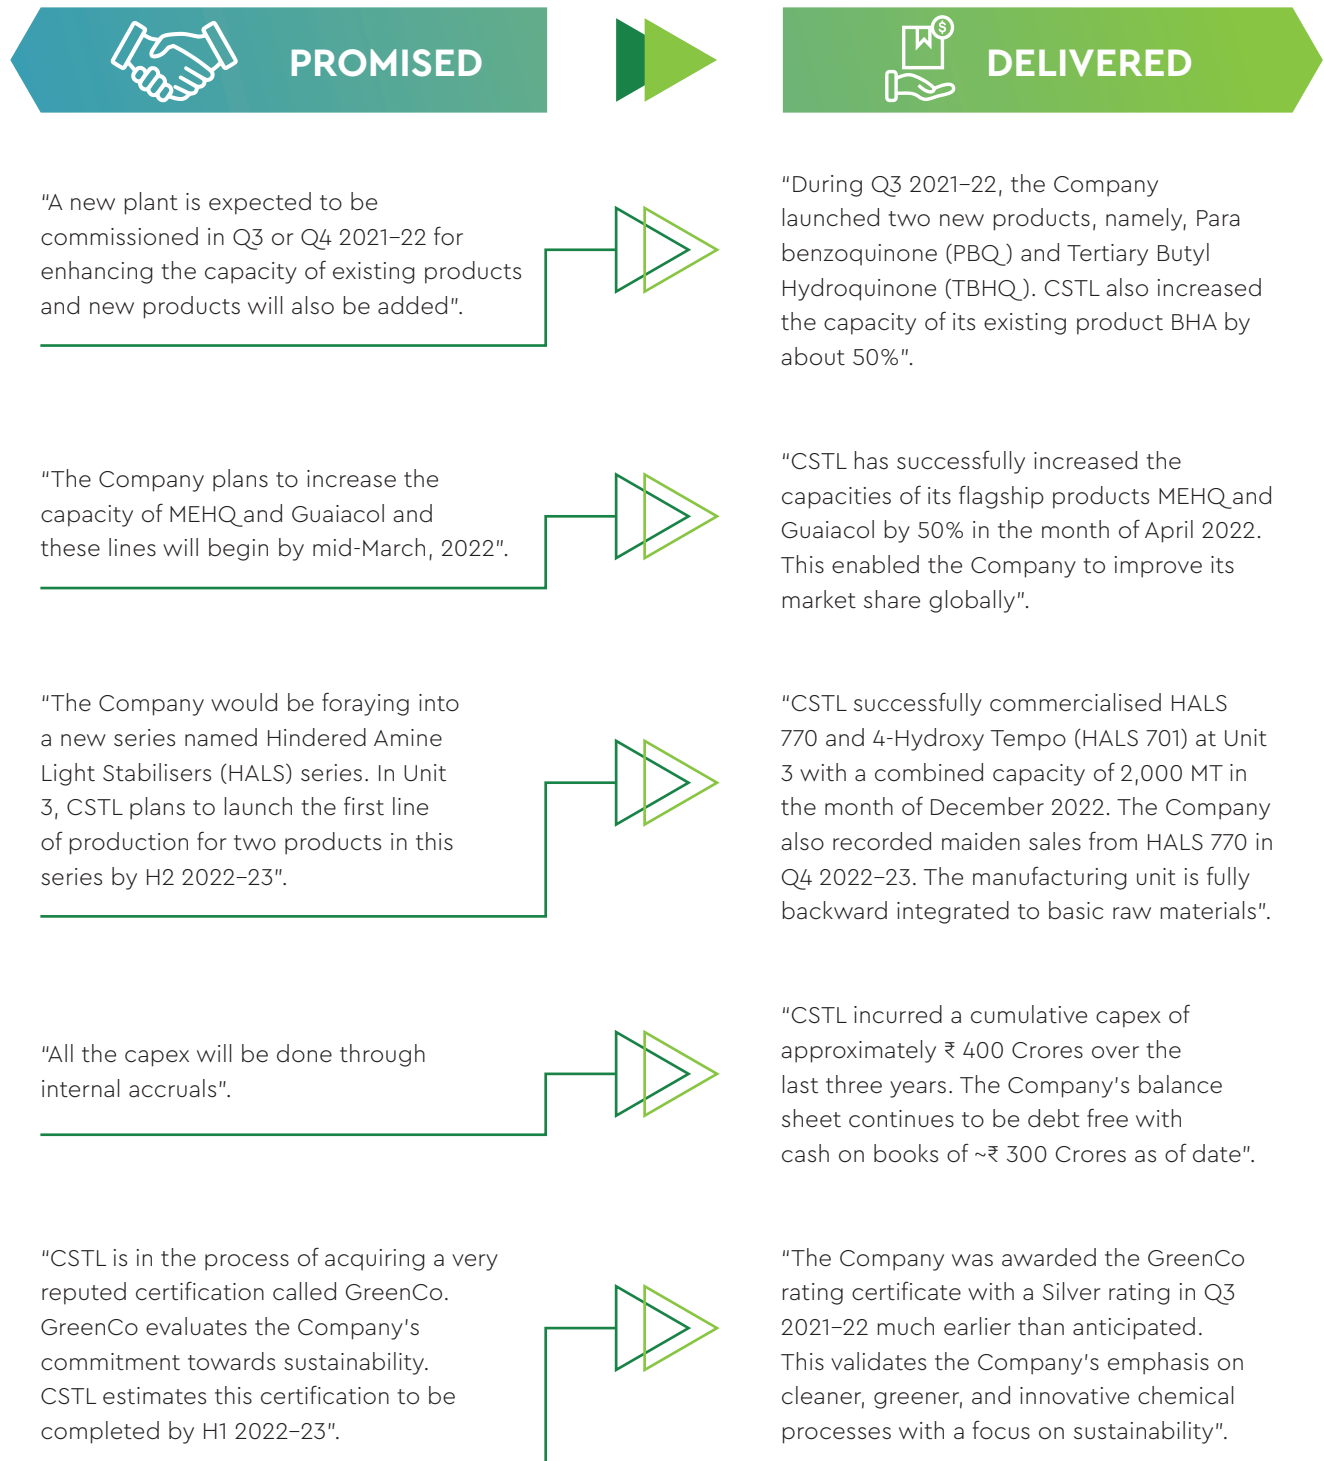 PROMISED
DELIVERED
“A new plant is expected to be
commissioned in Q3 or Q4 2021–22 for
enhancing the capacity of existing products
and new products will also be added”.
“During Q3 2021–22, the Company
launched two new products, namely, Para
benzoquinone (PBQ) and Tertiary Butyl
Hydroquinone (TBHQ). CSTL also increased
the capacity of its existing product BHA by
about 50%”.
“The Company plans to increase the
capacity of MEHQ and Guaiacol and
these lines will begin by mid-March, 2022”.
“CSTL has successfully increased the
capacities of its flagship products MEHQ and
Guaiacol by 50% in the month of April 2022.
This enabled the Company to improve its
market share globally”.
“The Company would be foraying into
a new series named Hindered Amine
Light Stabilisers (HALS) series. In Unit
3, CSTL plans to launch the first line
of production for two products in this
series by H2 2022–23”.
“CSTL successfully commercialised HALS
770 and 4-Hydroxy Tempo (HALS 701) at Unit
3 with a combined capacity of 2,000 MT in
the month of December 2022. The Company
also recorded maiden sales from HALS 770 in
Q4 2022–23. The manufacturing unit is fully
backward integrated to basic raw materials”.
“All the capex will be done through
internal accruals”.
“CSTL incurred a cumulative capex of
approximately ₹ 400 Crores over the
last three years. The Company’s balance
sheet continues to be debt free with
cash on books of ~₹ 300 Crores as of date”.
“CSTL is in the process of acquiring a very
reputed certification called GreenCo.
GreenCo evaluates the Company’s
commitment towards sustainability.
CSTL estimates this certification to be
completed by H1 2022–23”.
“The Company was awarded the GreenCo
rating certificate with a Silver rating in Q3
2021–22 much earlier than anticipated.
This validates the Company’s emphasis on
cleaner, greener, and innovative chemical
processes with a focus on sustainability”.